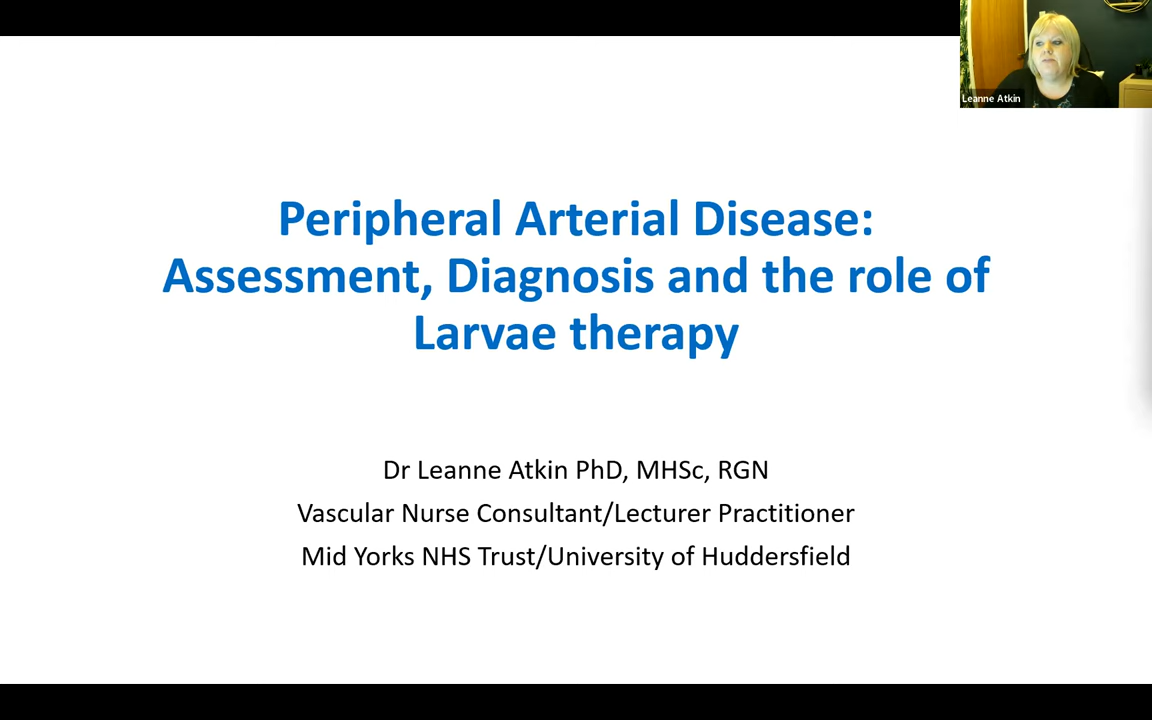 Leanne Atkin
Peripheral Arterial Disease:
Assessment, Diagnosis and the role of
Larvae therapy
Dr Leanne Atkin PhD, MHSc, RGN
Vascular Nurse Consultant/Lecturer Practitioner
Mid Yorks NHS Trust/University of Huddersfield